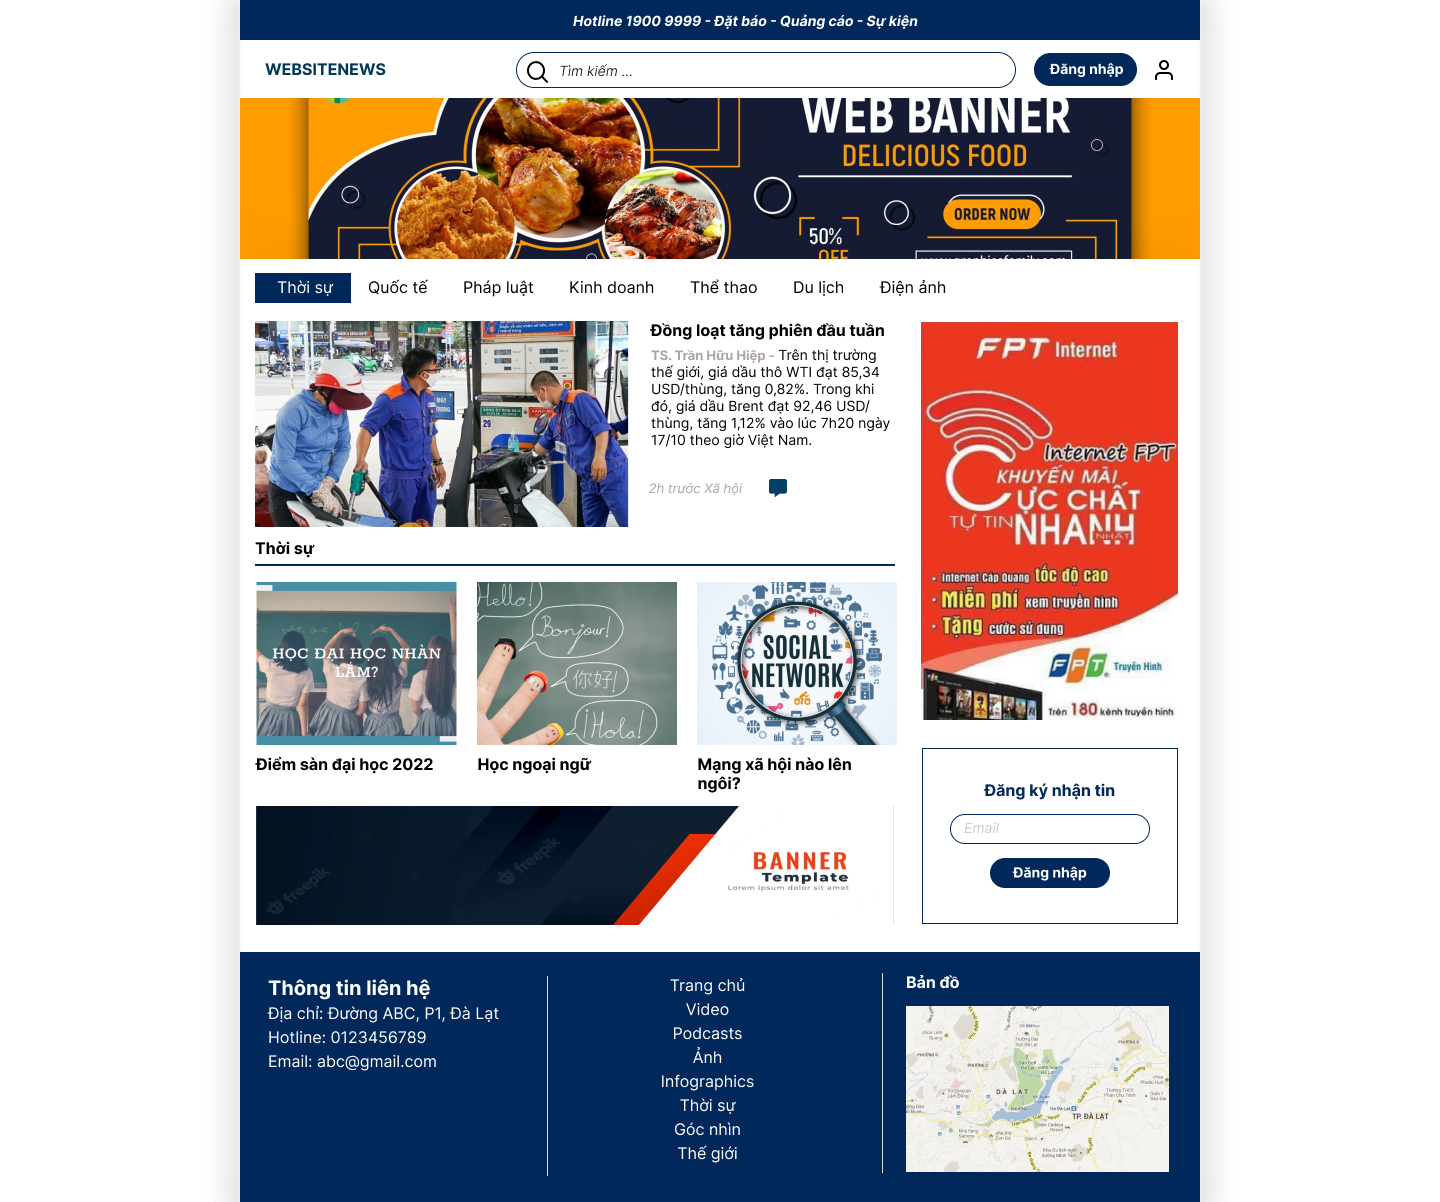 Hotline 1900 9999 - Đặt báo - Quảng cáo - Sự kiện
WEBSITENEWS
Tìm kiếm ...
Đăng nhập
WEB BANNER
DELICIOUS FOOD
ORDER NOW
50%
OFF
Thời sự
Quốc tế
Pháp luật
Kinh doanh
Thể thao
Du lịch
Điện ảnh
Đồng loạt tăng phiên đầu tuần
TS. Trần Hữu Hiệp - Trên thị trường
thế giới, giá dầu thô WTI đạt 85,34
USD/thùng, tăng 0,82%. Trong khi
đó, giá dầu Brent đạt 92,46 USD/
thùng, tăng 1,12% vào lúc 7h20 ngày
17/10 theo giờ Việt Nam.
2h trước Xã hội
FPT Internet
Internet FPT
KHUYẾN MÃI
CỰC CHẤT
TỰ TIN NHANH NHẤT
• Internet Cáp Quang tốc độ cao
• Miễn phí xem truyền hình
• Tặng cước sử dụng
FPT Truyền Hình
Trên 180 kênh truyền hình
Thời sự
HỌC ĐẠI HỌC NHÀN
LẮM?
Hello!
Bonjour!
你好!
¡Hola!
SOCIAL
NETWORK
Điểm sàn đại học 2022
Học ngoại ngữ
Mạng xã hội nào lên
ngôi?
freepik
freepik
BANNER
Template
Lorem ipsum dolor sit amet
Đăng ký nhận tin
Email
Đăng nhập
Thông tin liên hệ
Địa chỉ: Đường ABC, P1, Đà Lạt
Hotline: 0123456789
Email: abc@gmail.com
Trang chủ
Video
Podcasts
Ảnh
Infographics
Thời sự
Góc nhìn
Thế giới
Bản đồ
ĐÀ LẠT
TP. ĐÀ LẠT